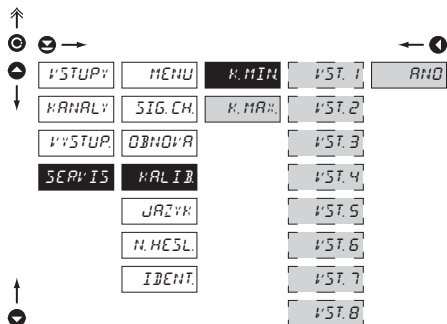 VSTUPY MENU K. MIN. VST. 1 ANO
KANALY SIG. CH. K. MAX. VST. 2
VYSTUP. OBNOVA VST. 3
SERVIS KALIB. VST. 4
JAZYK VST. 5
N. HESL. VST. 6
IDENT. VST. 7
VST. 8